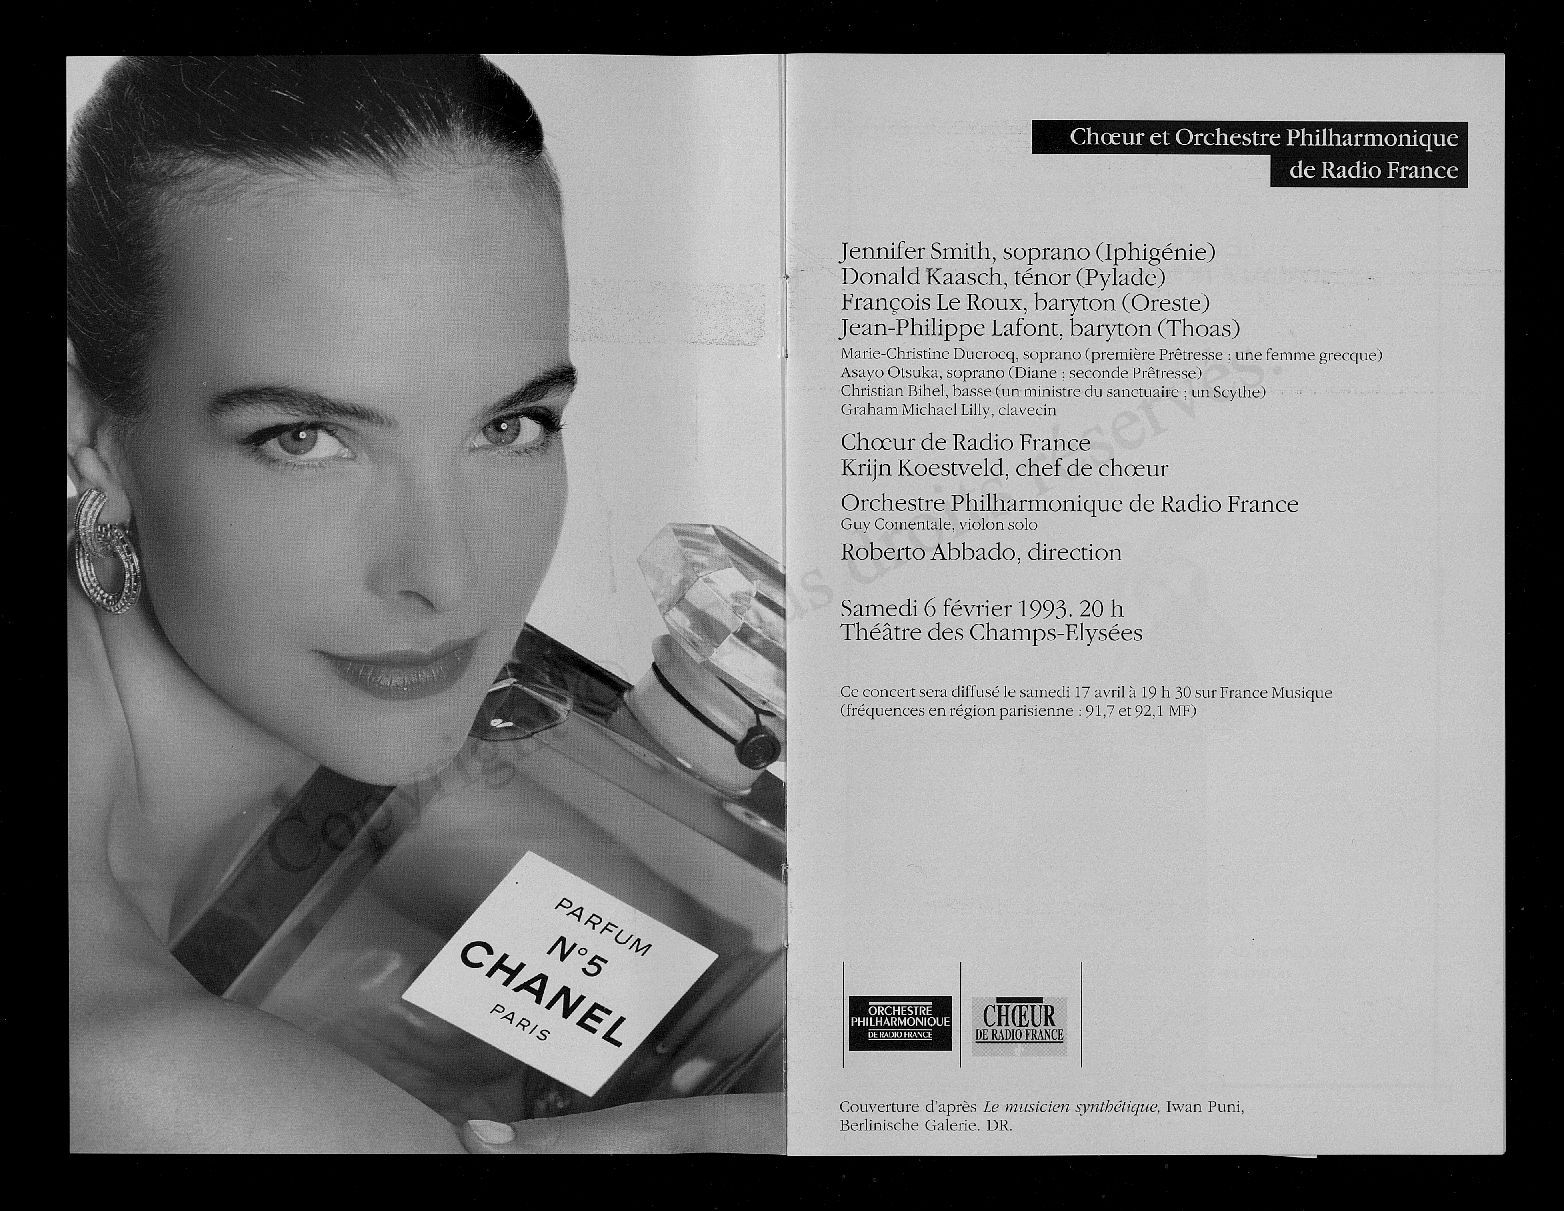 PARFUM
N°5
CHANEL
PARIS
Chœur et Orchestre Philharmonique
de Radio France
Jennifer Smith, soprano (Iphigénie)
Donald Kaasch, ténor (Pylade)
François Le Roux, baryton (Oreste)
Jean-Philippe Lafont, baryton (Thoas)
Marie-Christine Ducrocq, soprano (première Prêtresse ; une femme grecque)
Asayo Otsuka, soprano (Diane ; seconde Prêtresse)
Christian Bihel, basse (un ministre du sanctuaire ; un Scythe)
Graham Michael Lilly, clavecin
Chœur de Radio France
Krijn Koestveld, chef de chœur
Orchestre Philharmonique de Radio France
Guy Comentale, violon solo
Roberto Abbado, direction
Samedi 6 février 1993. 20 h
Théâtre des Champs-Elysées
Ce concert sera diffusé le samedi 17 avril à 19 h 30 sur France Musique
(fréquences en région parisienne : 91,7 et 92,1 MF)
ORCHESTRE
PHILHARMONIQUE
DE RADIO FRANCE
CHŒUR
DE RADIO FRANCE
Couverture d'après Le musicien synthétique, Iwan Puni,
Berlinische Galerie. DR.
droits réservés.